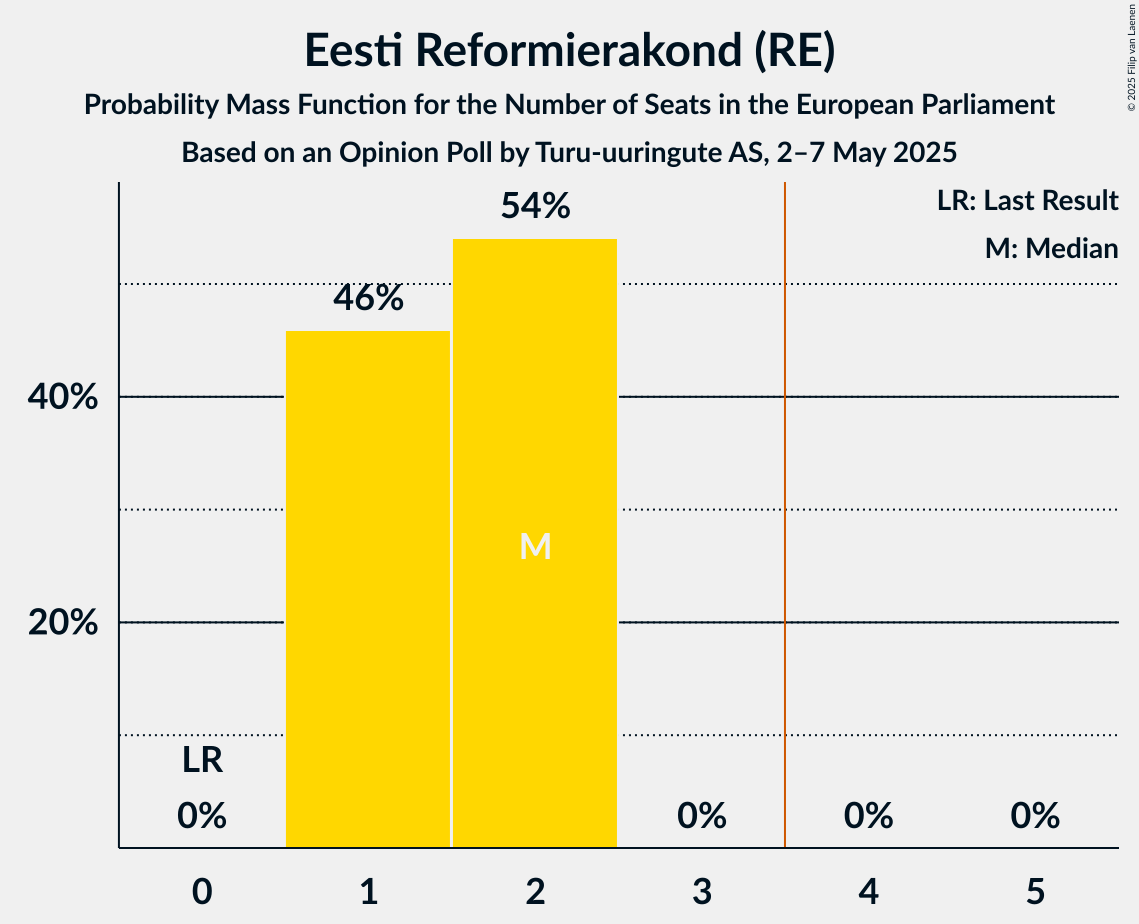 Eesti Reformierakond (RE)
Probability Mass Function for the Number of Seats in the European Parliament
Based on an Opinion Poll by Turu-uuringute AS, 2–7 May 2025
© 2025 Filip van Laenen
LR: Last Result
M: Median
54%
46%
40%
M
20%
LR
0%
0%
0%
0%
0
1
2
3
4
5